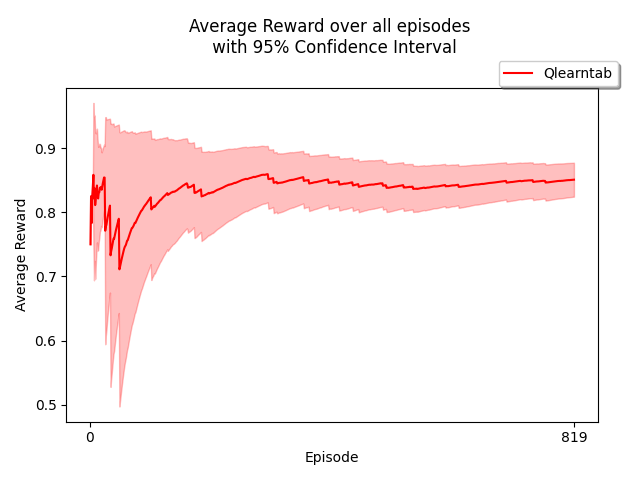 Average Reward over all episodes
with 95% Confidence Interval
Qlearntab
0.9
0.8
0.7
0.6
0.5
Average Reward
0
819
Episode